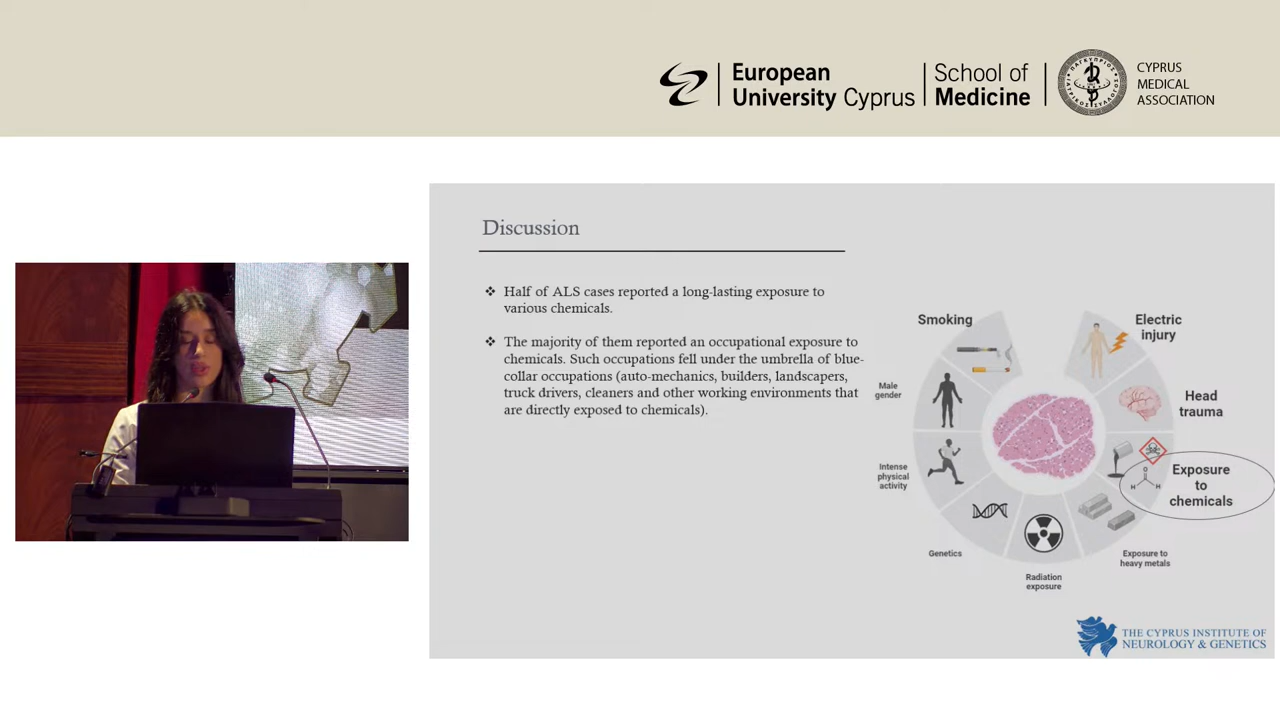 European
University Cyprus
School of
Medicine
CYPRUS
MEDICAL
ASSOCIATION
Discussion
❖ Half of ALS cases reported a long-lasting exposure to
various chemicals.
❖ The majority of them reported an occupational exposure to
chemicals. Such occupations fell under the umbrella of blue-
collar occupations (auto-mechanics, builders, landscapers,
truck drivers, cleaners and other working environments that
are directly exposed to chemicals).
Smoking
Electric
injury
Male
gender
Head
trauma
Intense
physical
activity
Exposure
to
chemicals
H
H
Genetics
Exposure to
heavy metals
Radiation
exposure
THE CYPRUS INSTITUTE OF
NEUROLOGY & GENETICS